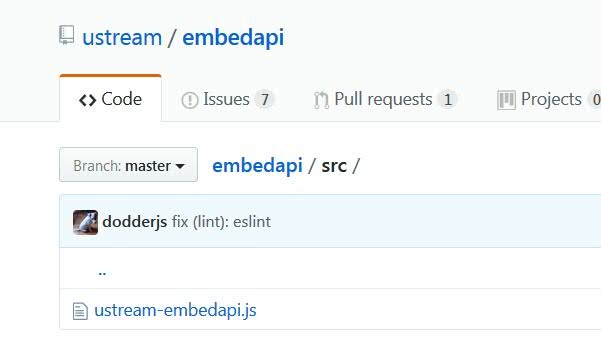 ustream / embedapi
Code Issues 7 Pull requests 1 Projects 0
Branch: master embedapi / src /
dodderjs fix (lint): eslint
..
ustream-embedapi.js